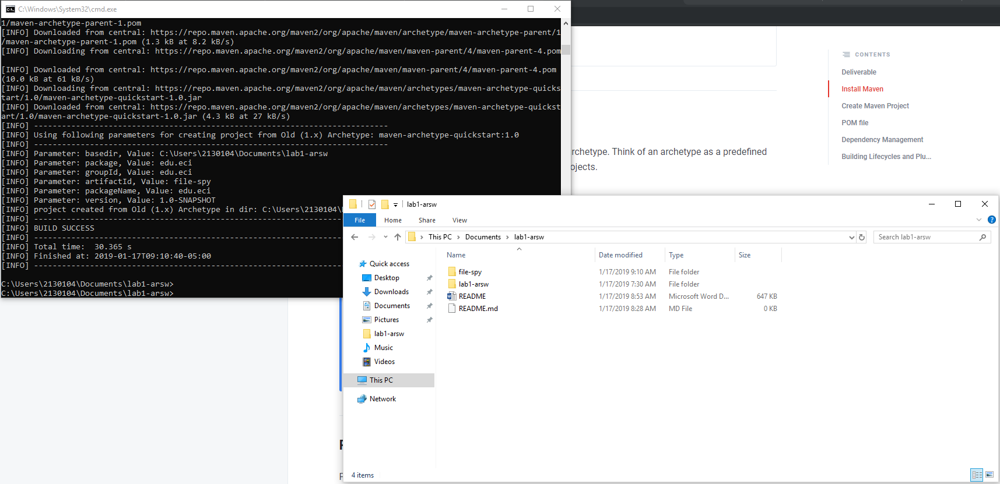 C:\Windows\System32\cmd.exe
1/maven-archetype-parent-1.pom
[INFO] Downloaded from central: https://repo.maven.apache.org/maven2/org/apache/maven/archetype/maven-archetype-parent/1
/maven-archetype-parent-1.pom (1.3 kB at 8.2 kB/s)
[INFO] Downloading from central: https://repo.maven.apache.org/maven2/org/apache/maven/maven-parent/4/maven-parent-4.pom
[INFO] Downloaded from central: https://repo.maven.apache.org/maven2/org/apache/maven/maven-parent/4/maven-parent-4.pom
(10.0 kB at 61 kB/s)
[INFO] Downloading from central: https://repo.maven.apache.org/maven2/org/apache/maven/archetypes/maven-archetype-quicks
tart/1.0/maven-archetype-quickstart-1.0.jar
[INFO] Downloaded from central: https://repo.maven.apache.org/maven2/org/apache/maven/archetypes/maven-archetype-quickst
art/1.0/maven-archetype-quickstart-1.0.jar (4.3 kB at 27 kB/s)
[INFO] ----------------------------------------------------------------------------
[INFO] Using following parameters for creating project from Old (1.x) Archetype: maven-archetype-quickstart:1.0
[INFO] ----------------------------------------------------------------------------
[INFO] Parameter: basedir, Value: C:\Users\2130104\Documents\lab1-arsw
[INFO] Parameter: package, Value: edu.eci
[INFO] Parameter: groupId, Value: edu.eci
[INFO] Parameter: artifactId, Value: file-spy
[INFO] Parameter: packageName, Value: edu.eci
[INFO] Parameter: version, Value: 1.0-SNAPSHOT
[INFO] project created from Old (1.x) Archetype in dir: C:\Users\2130104\
[INFO] ------------------------------------------------------------------
[INFO] BUILD SUCCESS
[INFO] ------------------------------------------------------------------
[INFO] Total time:  30.365 s
[INFO] Finished at: 2019-01-17T09:10:40-05:00
[INFO] ------------------------------------------------------------------
C:\Users\2130104\Documents\lab1-arsw>
C:\Users\2130104\Documents\lab1-arsw>
CONTENTS
Deliverable
Install Maven
Create Maven Project
POM file
Dependency Management
Building Lifecycles and Plu...
rchetype. Think of an archetype as a predefined
ojects.
lab1-arsw
File Home Share View
This PC > Documents > lab1-arsw
Search lab1-arsw
Name Date modified Type Size
file-spy 1/17/2019 9:10 AM File folder
lab1-arsw 1/17/2019 7:30 AM File folder
README 1/17/2019 8:53 AM Microsoft Word D... 647 KB
README.md 1/17/2019 8:28 AM MD File 0 KB
Quick access
Desktop
Downloads
Documents
Pictures
lab1-arsw
Music
Videos
This PC
Network
4 items